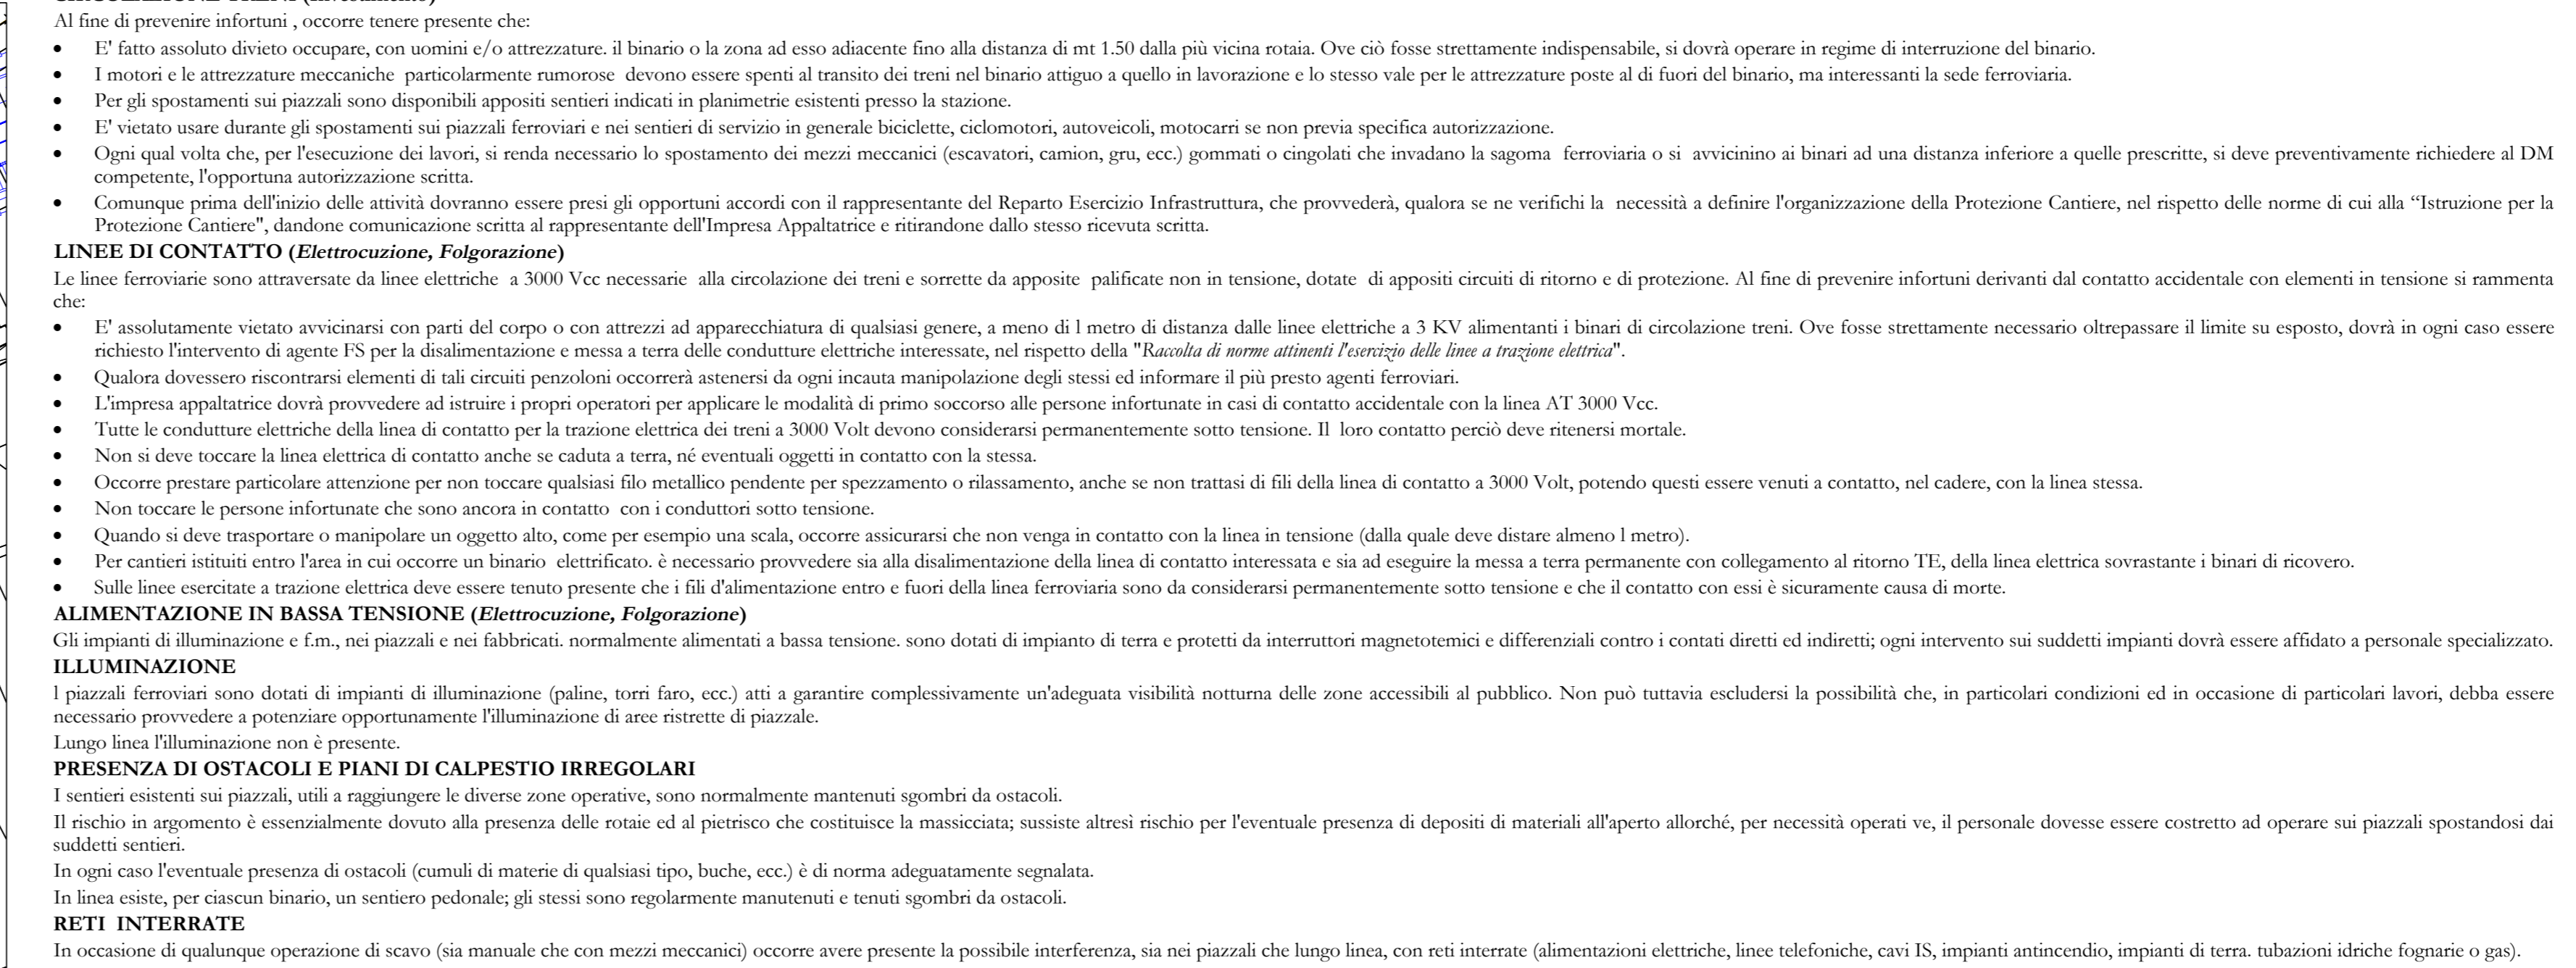 CIRCOLAZIONE TRENI (Investimento)
Al fine di prevenire infortuni , occorre tenere presente che:
• E' fatto assoluto divieto occupare, con uomini e/o attrezzature. il binario o la zona ad esso adiacente fino alla distanza di mt 1.50 dalla più vicina rotaia. Ove ciò fosse strettamente indispensabile, si dovrà operare in regime di interruzione del binario.
• I motori e le attrezzature meccaniche particolarmente rumorose devono essere spenti al transito dei treni nel binario attiguo a quello in lavorazione e lo stesso vale per le attrezzature poste al di fuori del binario, ma interessanti la sede ferroviaria.
• Per gli spostamenti sui piazzali sono disponibili appositi sentieri indicati in planimetrie esistenti presso la stazione.
• E' vietato usare durante gli spostamenti sui piazzali ferroviari e nei sentieri di servizio in generale biciclette, ciclomotori, autoveicoli, motocarri se non previa specifica autorizzazione.
• Ogni qual volta che, per l'esecuzione dei lavori, si renda necessario lo spostamento dei mezzi meccanici (escavatori, camion, gru, ecc.) gommati o cingolati che invadano la sagoma ferroviaria o si avvicinino ai binari ad una distanza inferiore a quelle prescritte, si deve preventivamente richiedere al DM
competente, l'opportuna autorizzazione scritta.
• Comunque prima dell'inizio delle attività dovranno essere presi gli opportuni accordi con il rappresentante del Reparto Esercizio Infrastruttura, che provvederà, qualora se ne verifichi la necessità a definire l'organizzazione della Protezione Cantiere, nel rispetto delle norme di cui alla “Istruzione per la
Protezione Cantiere", dandone comunicazione scritta al rappresentante dell'Impresa Appaltatrice e ritirandone dallo stesso ricevuta scritta.
LINEE DI CONTATTO (Elettrocuzione, Folgorazione)
Le linee ferroviarie sono attraversate da linee elettriche a 3000 Vcc necessarie alla circolazione dei treni e sorrette da apposite palificate non in tensione, dotate di appositi circuiti di ritorno e di protezione. Al fine di prevenire infortuni derivanti dal contatto accidentale con elementi in tensione si rammenta
che:
• E' assolutamente vietato avvicinarsi con parti del corpo o con attrezzi ad apparecchiatura di qualsiasi genere, a meno di l metro di distanza dalle linee elettriche a 3 KV alimentanti i binari di circolazione treni. Ove fosse strettamente necessario oltrepassare il limite su esposto, dovrà in ogni caso essere
richiesto l'intervento di agente FS per la disalimentazione e messa a terra delle condutture elettriche interessate, nel rispetto della "Raccolta di norme attinenti l'esercizio delle linee a trazione elettrica".
• Qualora dovessero riscontrarsi elementi di tali circuiti penzoloni occorrerà astenersi da ogni incauta manipolazione degli stessi ed informare il più presto agenti ferroviari.
• L'impresa appaltatrice dovrà provvedere ad istruire i propri operatori per applicare le modalità di primo soccorso alle persone infortunate in casi di contatto accidentale con la linea AT 3000 Vcc.
• Tutte le condutture elettriche della linea di contatto per la trazione elettrica dei treni a 3000 Volt devono considerarsi permanentemente sotto tensione. Il loro contatto perciò deve ritenersi mortale.
• Non si deve toccare la linea elettrica di contatto anche se caduta a terra, né eventuali oggetti in contatto con la stessa.
• Occorre prestare particolare attenzione per non toccare qualsiasi filo metallico pendente per spezzamento o rilassamento, anche se non trattasi di fili della linea di contatto a 3000 Volt, potendo questi essere venuti a contatto, nel cadere, con la linea stessa.
• Non toccare le persone infortunate che sono ancora in contatto con i conduttori sotto tensione.
• Quando si deve trasportare o manipolare un oggetto alto, come per esempio una scala, occorre assicurarsi che non venga in contatto con la linea in tensione (dalla quale deve distare almeno l metro).
• Per cantieri istituiti entro l'area in cui occorre un binario elettrificato. è necessario provvedere sia alla disalimentazione della linea di contatto interessata e sia ad eseguire la messa a terra permanente con collegamento al ritorno TE, della linea elettrica sovrastante i binari di ricovero.
• Sulle linee esercitate a trazione elettrica deve essere tenuto presente che i fili d'alimentazione entro e fuori della linea ferroviaria sono da considerarsi permanentemente sotto tensione e che il contatto con essi è sicuramente causa di morte.
ALIMENTAZIONE IN BASSA TENSIONE (Elettrocuzione, Folgorazione)
Gli impianti di illuminazione e f.m., nei piazzali e nei fabbricati. normalmente alimentati a bassa tensione. sono dotati di impianto di terra e protetti da interruttori magnetotemici e differenziali contro i contati diretti ed indiretti; ogni intervento sui suddetti impianti dovrà essere affidato a personale specializzato.
ILLUMINAZIONE
l piazzali ferroviari sono dotati di impianti di illuminazione (paline, torri faro, ecc.) atti a garantire complessivamente un'adeguata visibilità notturna delle zone accessibili al pubblico. Non può tuttavia escludersi la possibilità che, in particolari condizioni ed in occasione di particolari lavori, debba essere
necessario provvedere a potenziare opportunamente l'illuminazione di aree ristrette di piazzale.
Lungo linea l'illuminazione non è presente.
PRESENZA DI OSTACOLI E PIANI DI CALPESTIO IRREGOLARI
I sentieri esistenti sui piazzali, utili a raggiungere le diverse zone operative, sono normalmente mantenuti sgombri da ostacoli.
Il rischio in argomento è essenzialmente dovuto alla presenza delle rotaie ed al pietrisco che costituisce la massicciata; sussiste altresì rischio per l'eventuale presenza di depositi di materiali all'aperto allorché, per necessità operati ve, il personale dovesse essere costretto ad operare sui piazzali spostandosi dai
suddetti sentieri.
In ogni caso l'eventuale presenza di ostacoli (cumuli di materie di qualsiasi tipo, buche, ecc.) è di norma adeguatamente segnalata.
In linea esiste, per ciascun binario, un sentiero pedonale; gli stessi sono regolarmente manutenuti e tenuti sgombri da ostacoli.
RETI INTERRATE
In occasione di qualunque operazione di scavo (sia manuale che con mezzi meccanici) occorre avere presente la possibile interferenza, sia nei piazzali che lungo linea, con reti interrate (alimentazioni elettriche, linee telefoniche, cavi IS, impianti antincendio, impianti di terra. tubazioni idriche fognarie o gas).